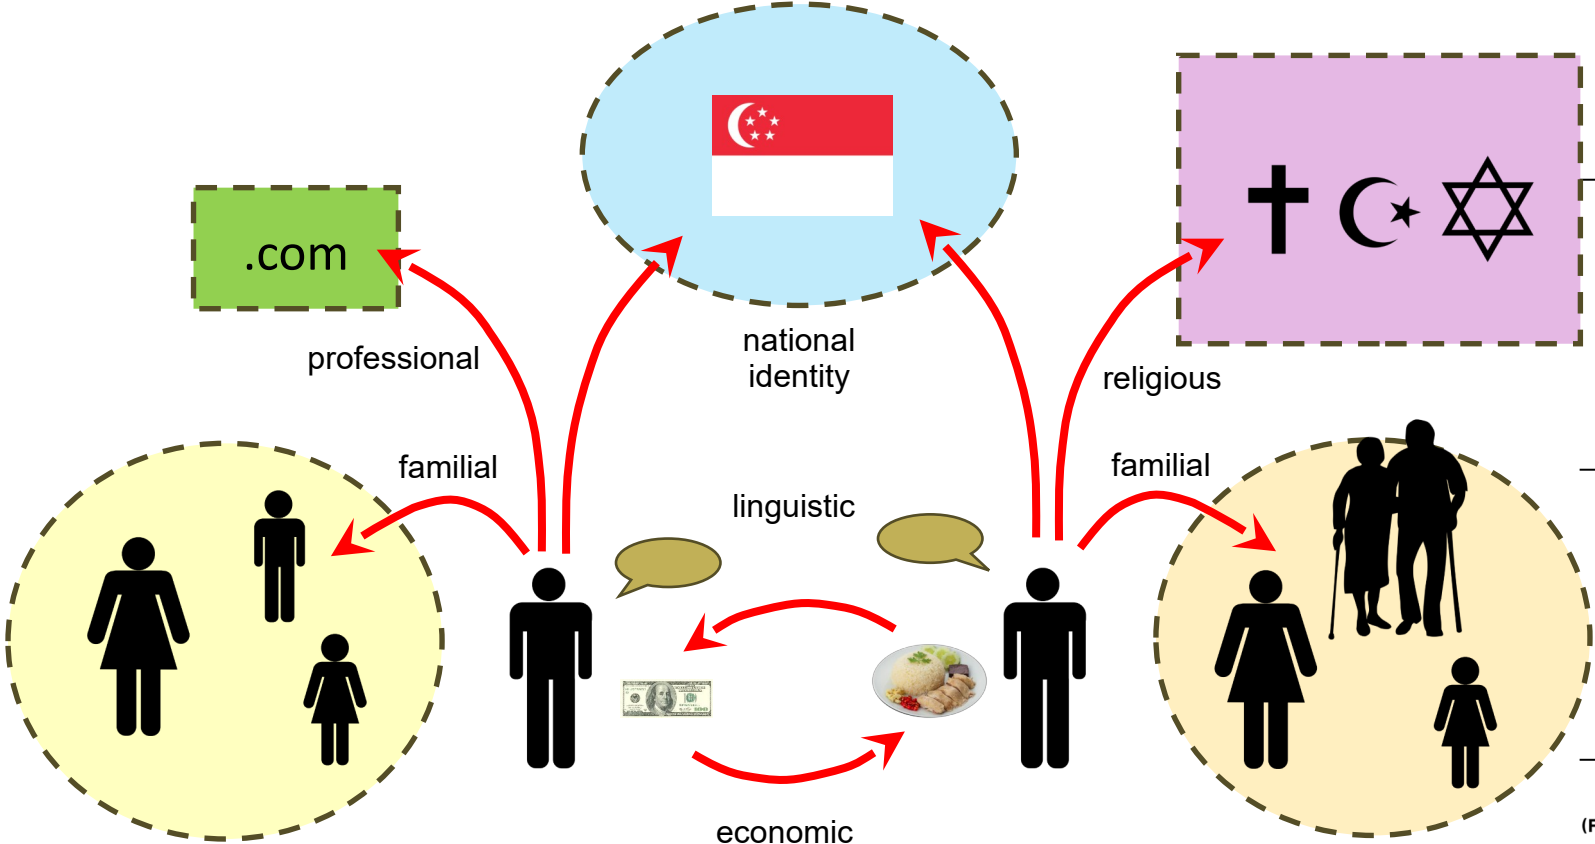 .com
professional
national
identity
religious
familial
familial
linguistic
economic